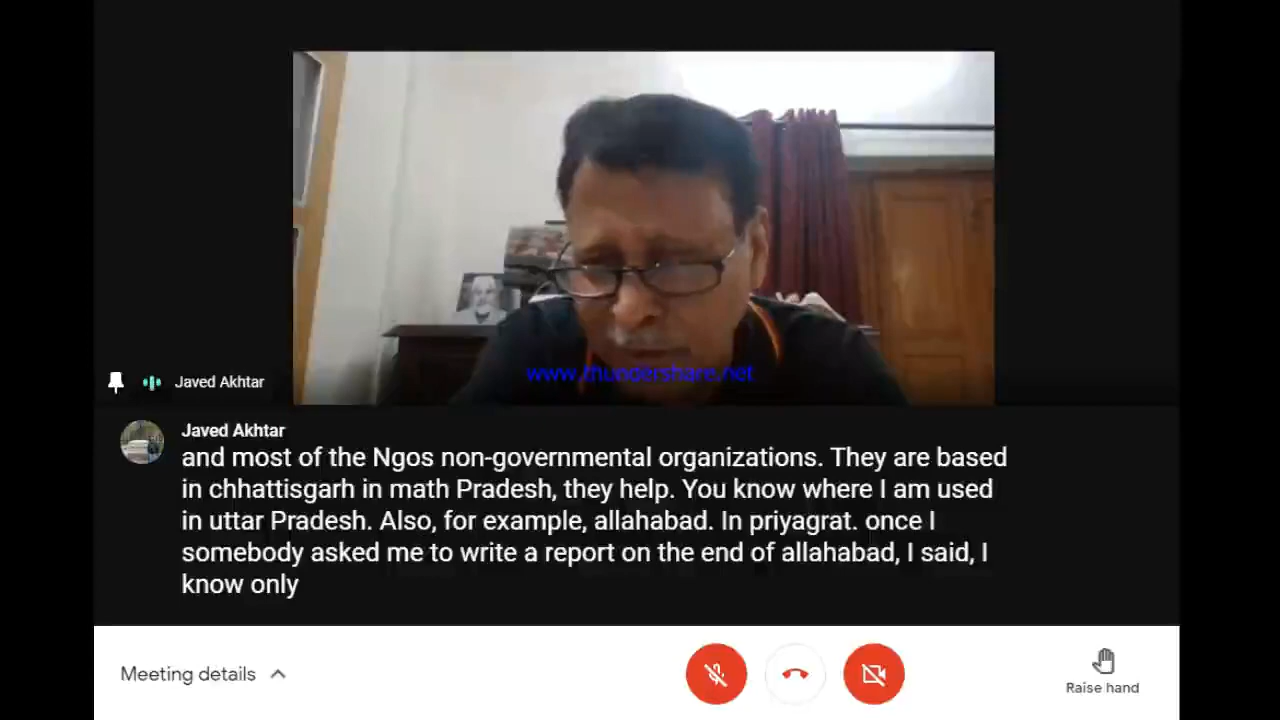 www.thundershare.net
Javed Akhtar
Javed Akhtar
and most of the Ngos non-governmental organizations. They are based
in chhattisgarh in math Pradesh, they help. You know where I am used
in uttar Pradesh. Also, for example, allahabad. In priyagrat. once I
somebody asked me to write a report on the end of allahabad, I said, I
know only
Meeting details
Raise hand